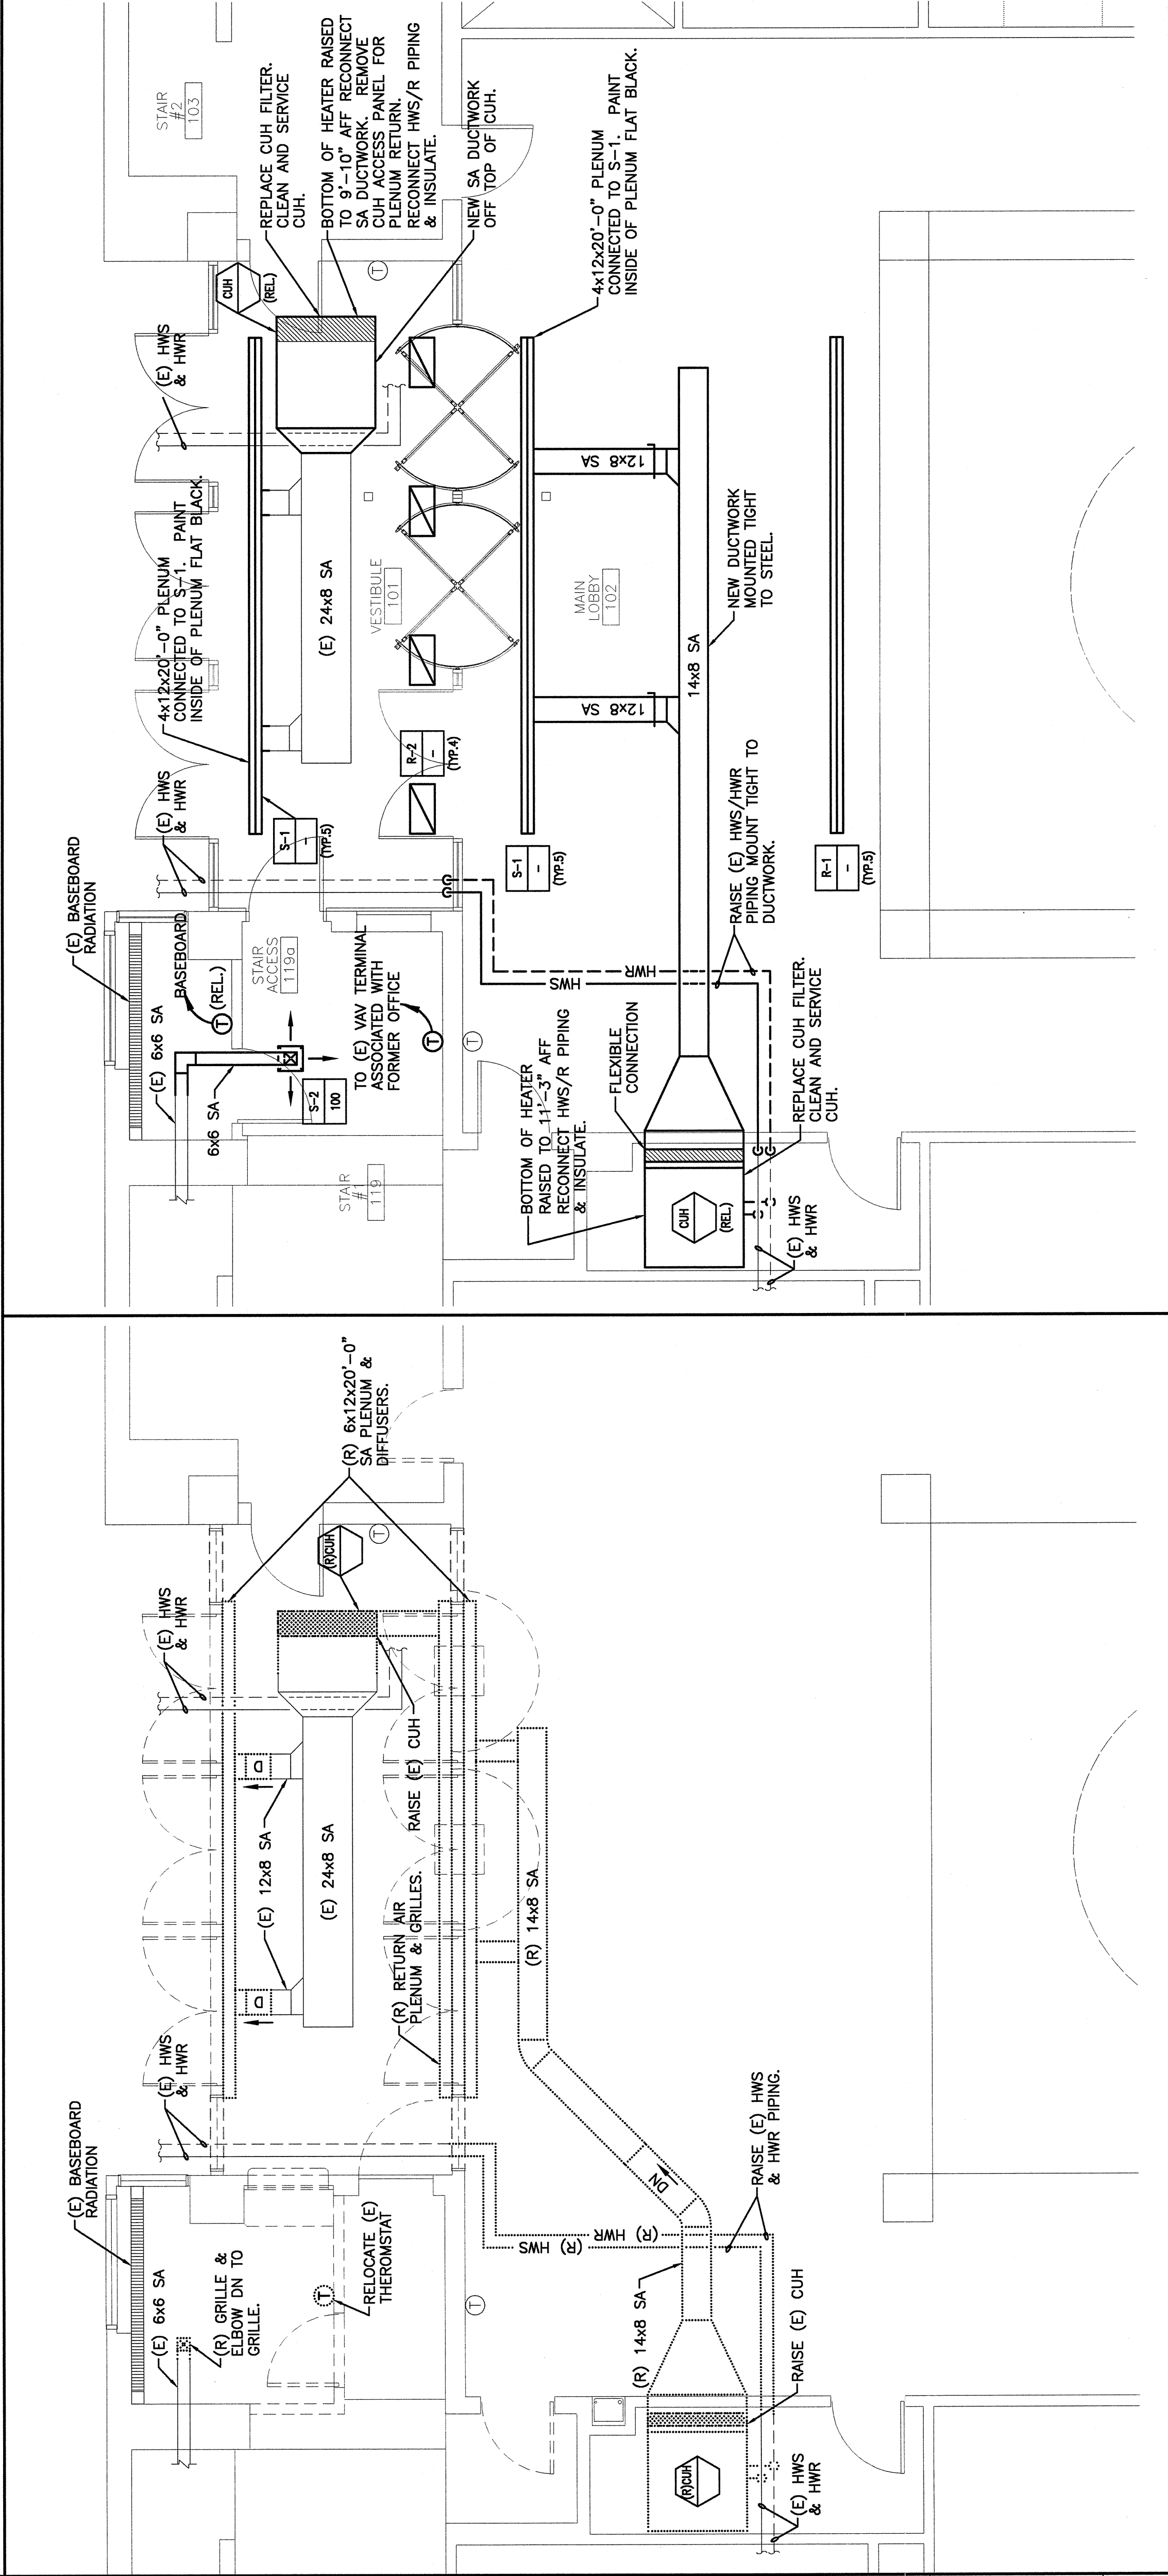 (E) BASEBOARD
RADIATION
(E) 6x6 SA
(R) GRILLE &
ELBOW DN TO
GRILLE.
T
RELOCATE (E)
THEROMSTAT
(E) HWS
& HWR
(E) 12x8 SA
D
D
(E) 24x8 SA
(E) HWS
& HWR
(R)CUH
T
(R) 6x12x20'-0"
SA PLENUM &
DIFFUSERS.
RAISE (E) CUH
(R) RETURN AIR
PLENUM & GRILLES.
(R) 14x8 SA
DN
T
(R) HWS
(R) HWR
(R) 14x8 SA
RAISE (E) HWS
& HWR PIPING.
RAISE (E) CUH
(R)CUH
(E) HWS
& HWR
(E) BASEBOARD
RADIATION
(E) 6x6 SA
BASEBOARD
T
(REL.)
6x6 SA
STAIR
ACCESS
119a
S-2
100
TO (E) VAV TERMINAL
ASSOCIATED WITH
FORMER OFFICE
T
T
STAIR
#1
119
(E) HWS
& HWR
4x12x20'-0" PLENUM
CONNECTED TO S-1. PAINT
INSIDE OF PLENUM FLAT BLACK.
S-1
-
(TYP.5)
(E) HWS
& HWR
(E) 24x8 SA
VESTIBULE
101
R-2
-
(TYP.4)
CUH
(REL.)
T
STAIR
#2
103
REPLACE CUH FILTER.
CLEAN AND SERVICE
CUH.
BOTTOM OF HEATER RAISED
TO 9'-10" AFF RECONNECT
SA DUCTWORK. REMOVE
CUH ACCESS PANEL FOR
PLENUM RETURN.
RECONNECT HWS/R PIPING
& INSULATE.
NEW SA DUCTWORK
OFF TOP OF CUH.
4x12x20'-0" PLENUM
CONNECTED TO S-1. PAINT
INSIDE OF PLENUM FLAT BLACK.
S-1
-
(TYP.5)
12x8 SA
12x8 SA
MAIN
LOBBY
102
14x8 SA
NEW DUCTWORK
MOUNTED TIGHT
TO STEEL.
HWS
HWR
RAISE (E) HWS/HWR
PIPING MOUNT TIGHT TO
DUCTWORK.
R-1
-
(TYP.5)
BOTTOM OF HEATER
RAISED TO 11'-3" AFF
RECONNECT HWS/R PIPING
& INSULATE.
FLEXIBLE
CONNECTION
CUH
(REL.)
REPLACE CUH FILTER.
CLEAN AND SERVICE
CUH.
(E) HWS
& HWR